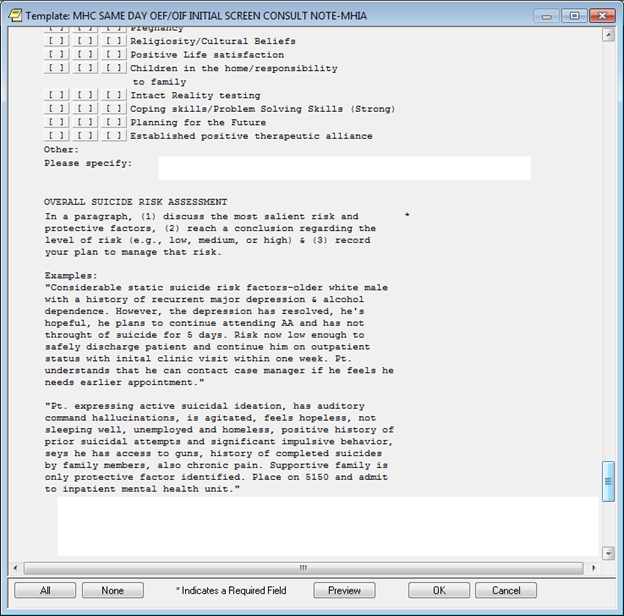 Template: MHC SAME DAY OEF/OIF INITIAL SCREEN CONSULT NOTE-MHIA
[ ] [ ] [ ] Pregnancy
[ ] [ ] [ ] Religiosity/Cultural Beliefs
[ ] [ ] [ ] Positive Life satisfaction
[ ] [ ] [ ] Children in the home/responsibility
to family
[ ] [ ] [ ] Intact Reality testing
[ ] [ ] [ ] Coping skills/Problem Solving Skills (Strong)
[ ] [ ] [ ] Planning for the Future
[ ] [ ] [ ] Established positive therapeutic alliance
Other:
Please specify:
OVERALL SUICIDE RISK ASSESSMENT
In a paragraph, (1) discuss the most salient risk and *
protective factors, (2) reach a conclusion regarding the
level of risk (e.g., low, medium, or high) & (3) record
your plan to manage that risk.
Examples:
"Considerable static suicide risk factors-older white male
with a history of recurrent major depression & alcohol
dependence. However, the depression has resolved, he's
hopeful, he plans to continue attending AA and has not
throught of suicide for 5 days. Risk now low enough to
safely discharge patient and continue him on outpatient
status with inital clinic visit within one week. Pt.
understands that he can contact case manager if he feels he
needs earlier appointment."
"Pt. expressing active suicidal ideation, has auditory
command hallucinations, is agitated, feels hopeless, not
sleeping well, unemployed and homeless, positive history of
prior suicidal attempts and significant impulsive behavior,
seys he has access to guns, history of completed suicides
by family members, also chronic pain. Supportive family is
only protective factor identified. Place on 5150 and admit
to inpatient mental health unit."
All None * Indicates a Required Field Preview OK Cancel